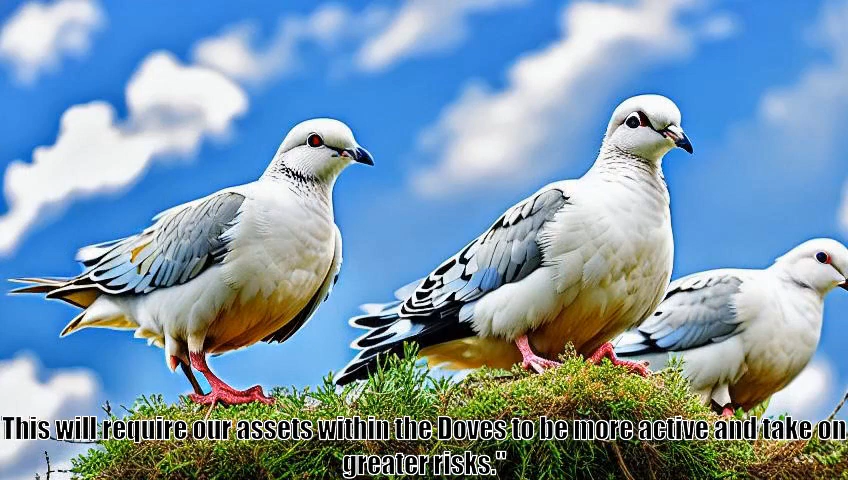 This will require our assets within the Doves to be more active and take on
greater risks."